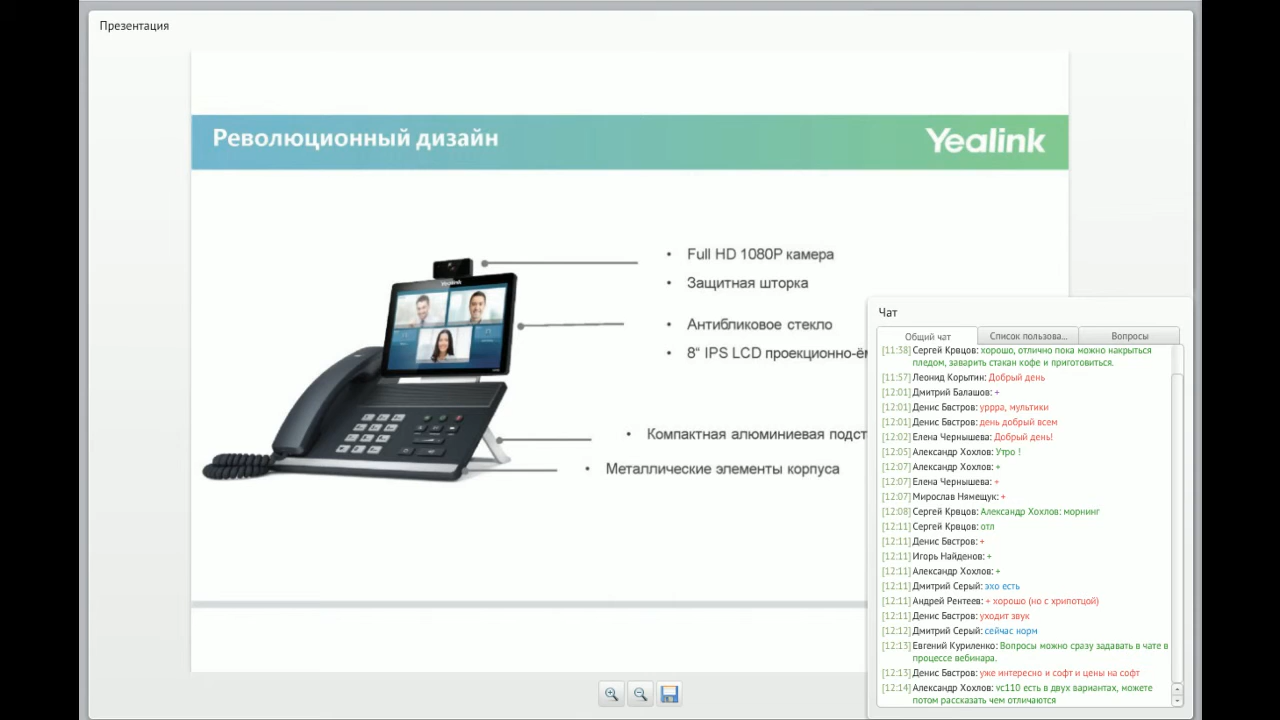 Презентация
Революционный дизайн
Yealink
• Full HD 1080P камера
• Защитная шторка
• Антибликовое стекло
• 8" IPS LCD проекционно-ём
• Компактная алюминиевая подст
• Металлические элементы корпуса
Yealink
Чат
Общий чат
Список пользова...
Вопросы
[11:38] Сергей Крвцов: хорошо, отлично пока можно накрыться
пледом, заварить стакан кофе и приготовиться.
[11:57] Леонид Корытин: Добрый день
[12:01] Дмитрий Балашов: +
[12:01] Денис Бвстров: уррра, мультики
[12:01] Денис Бвстров: день добрый всем
[12:02] Елена Чернышева: Добрый день!
[12:05] Александр Хохлов: Утро !
[12:07] Александр Хохлов: +
[12:07] Елена Чернышева: +
[12:07] Мирослав Нямещук: +
[12:08] Сергей Крвцов: Александр Хохлов: морнинг
[12:11] Сергей Крвцов: отл
[12:11] Денис Бвстров: +
[12:11] Игорь Найденов: +
[12:11] Александр Хохлов: +
[12:11] Дмитрий Серый: эхо есть
[12:11] Андрей Рентеев: + хорошо (но с хрипотцой)
[12:11] Денис Бвстров: уходит звук
[12:12] Дмитрий Серый: сейчас норм
[12:13] Евгений Куриленко: Вопросы можно сразу задавать в чате в
процессе вебинара.
[12:13] Денис Бвстров: уже интересно и софт и цены на софт
[12:14] Александр Хохлов: vc110 есть в двух вариантах, можете
потом рассказать чем отличаются